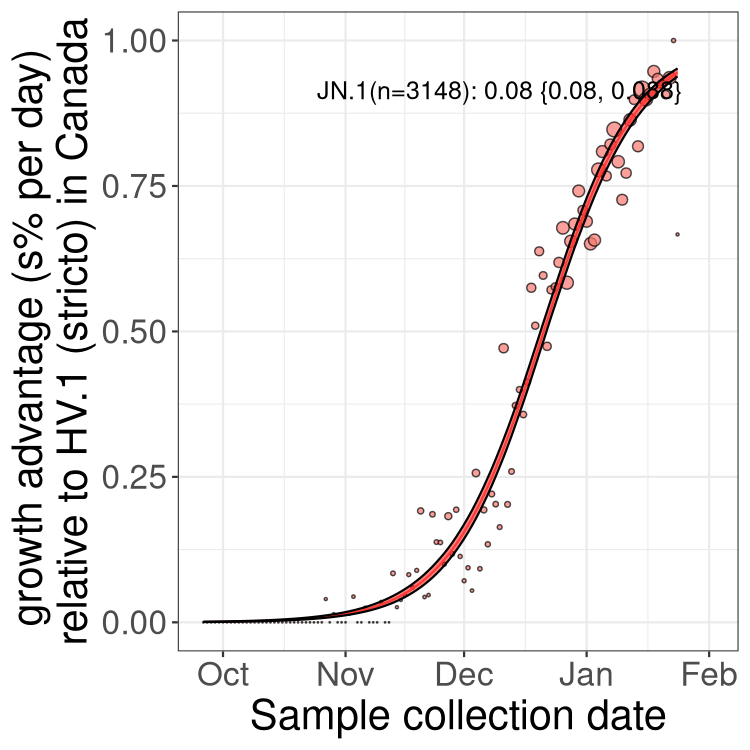 growth advantage (s% per day)
relative to HV.1 (stricto) in Canada
1.00
0.75
0.50
0.25
0.00
JN.1(n=3148): 0.08 {0.08, 0.083}
Oct Nov Dec Jan Feb
Sample collection date